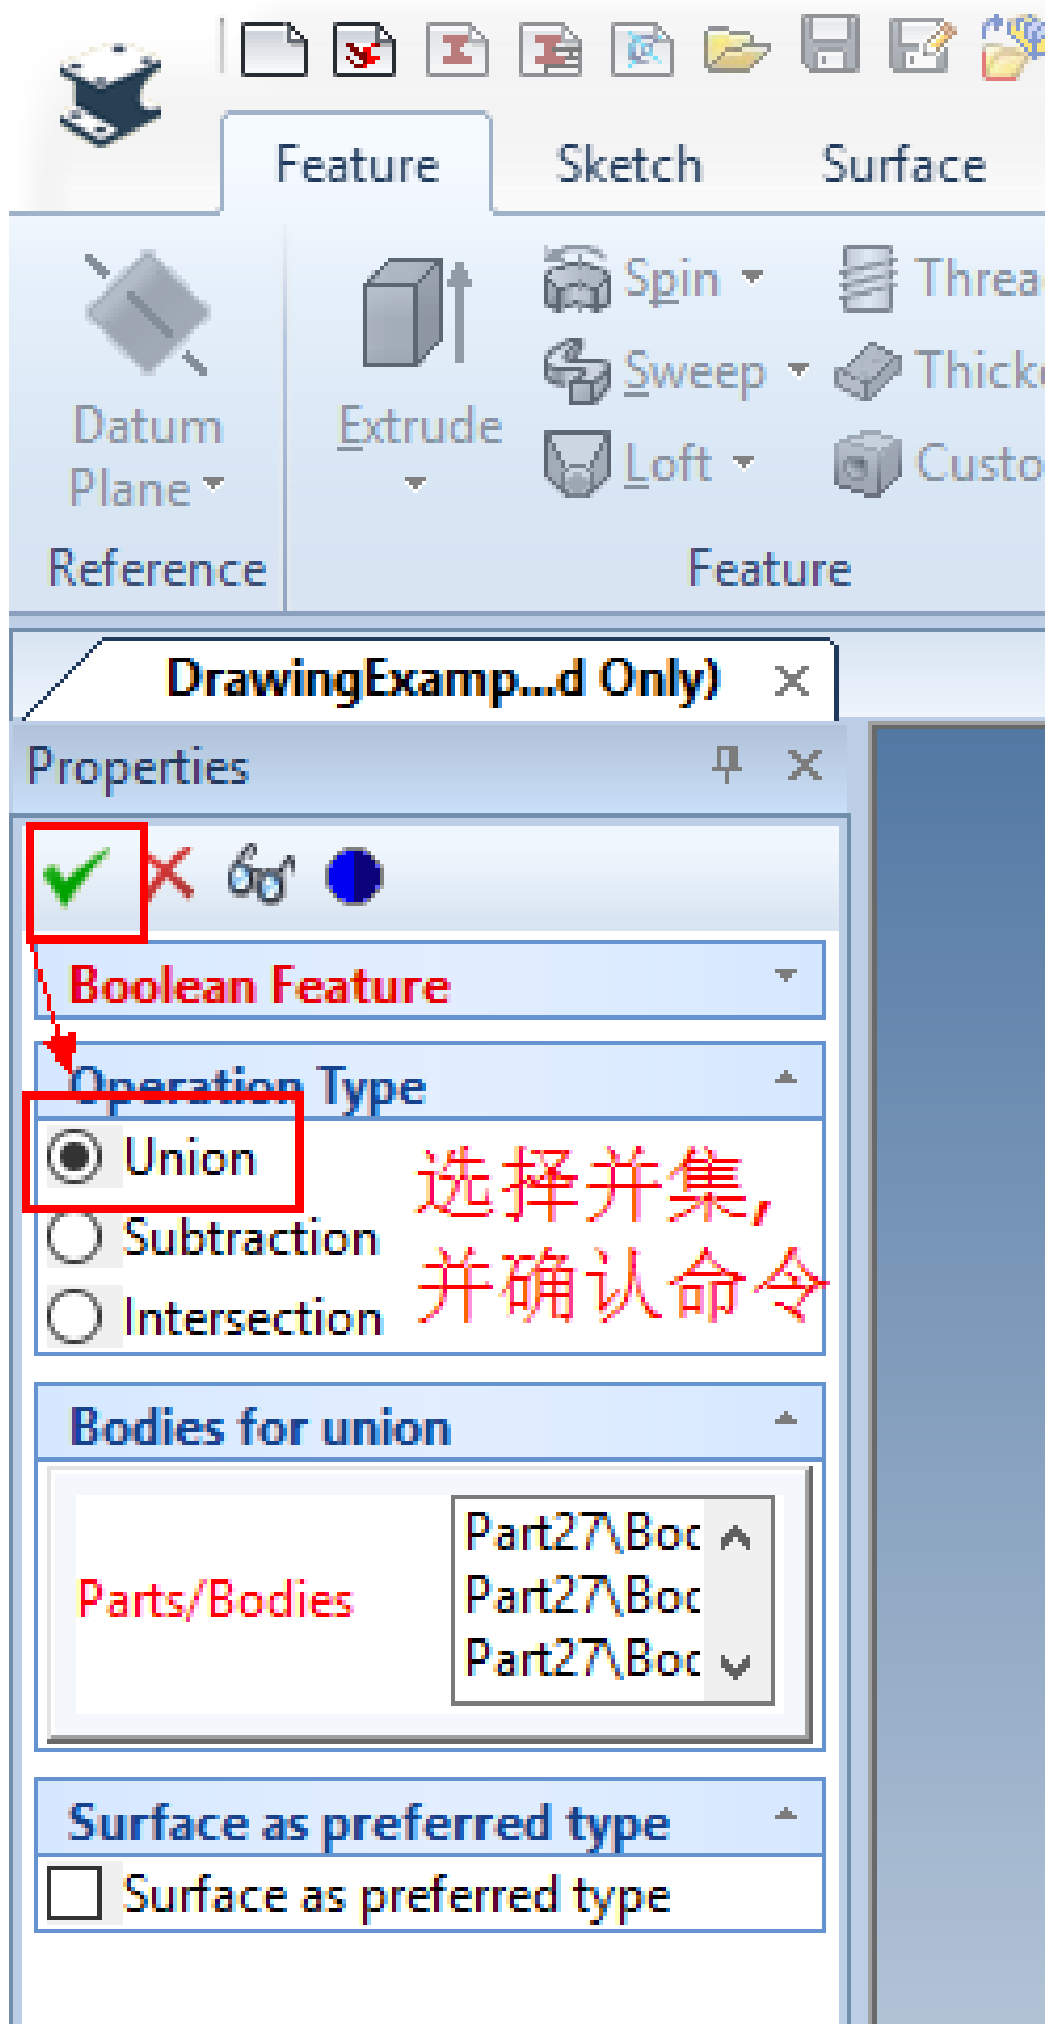 Feature Sketch Surface
Datum Plane
Extrude
Spin
Sweep
Loft
Threa
Thicke
Custo
Reference
Feature
DrawingExamp...d Only)
Properties
Boolean Feature
Operation Type
Union
Subtraction
Intersection
选择并集,
并确认命令
Bodies for union
Parts/Bodies
Part27\Boc
Part27\Boc
Part27\Boc
Surface as preferred type
Surface as preferred type